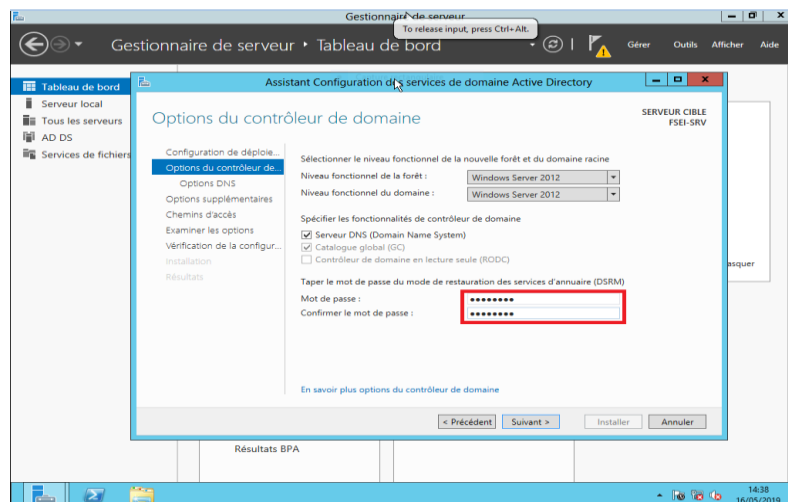 Gestionnaire de serveur
To release input, press Ctrl+Alt.
Gestionnaire de serveur • Tableau de bord
Gérer Outils Afficher Aide
Tableau de bord
Serveur local
Tous les serveurs
AD DS
Services de fichiers
Assistant Configuration des services de domaine Active Directory
Options du contrôleur de domaine
SERVEUR CIBLE
FSEI-SRV
Configuration de déploie...
Options du contrôleur de...
Options DNS
Options supplémentaires
Chemins d'accès
Examiner les options
Vérification de la configur...
Installation
Résultats
Sélectionner le niveau fonctionnel de la nouvelle forêt et du domaine racine
Niveau fonctionnel de la forêt : Windows Server 2012
Niveau fonctionnel du domaine : Windows Server 2012
Spécifier les fonctionnalités de contrôleur de domaine
Serveur DNS (Domain Name System)
Catalogue global (GC)
Contrôleur de domaine en lecture seule (RODC)
Taper le mot de passe du mode de restauration des services d'annuaire (DSRM)
Mot de passe : ••••••••
Confirmer le mot de passe : ••••••••
En savoir plus options du contrôleur de domaine
< Précédent Suivant > Installer Annuler
asquer
Résultats BPA
14:38
16/05/2019